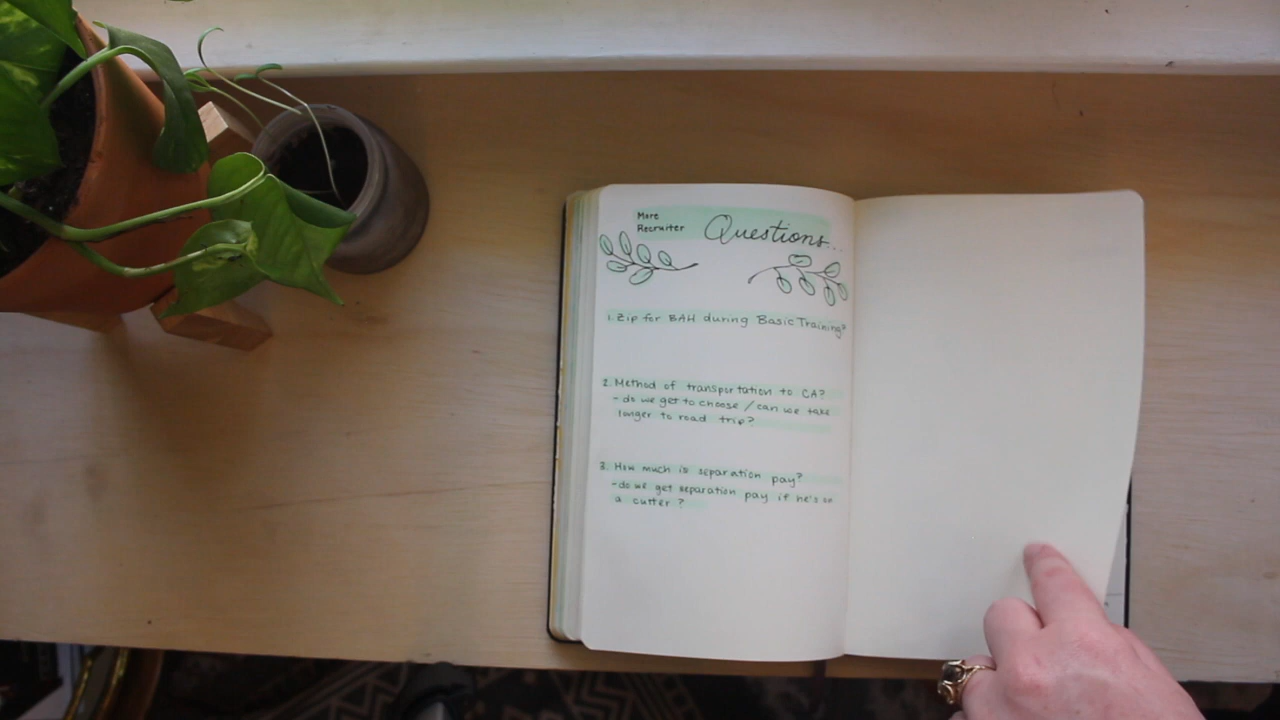 More
Recruiter
Questions...
1. Zip for BAH during Basic Training?
2. Method of transportation to CA?
- do we get to choose / can we take
longer to road trip?
3. How much is separation pay?
- do we get separation pay if he's on
a cutter?